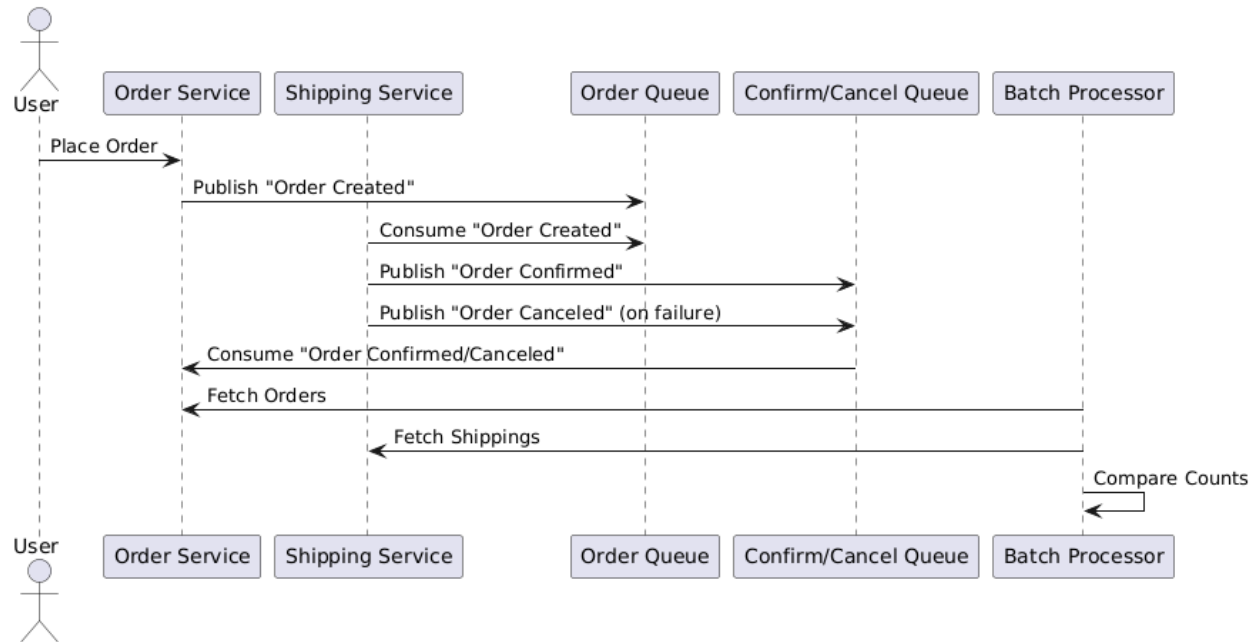 User
Order Service
Shipping Service
Order Queue
Confirm/Cancel Queue
Batch Processor
Place Order
Publish "Order Created"
Consume "Order Created"
Publish "Order Confirmed"
Publish "Order Canceled" (on failure)
Consume "Order Confirmed/Canceled"
Fetch Orders
Fetch Shippings
Compare Counts
User
Order Service
Shipping Service
Order Queue
Confirm/Cancel Queue
Batch Processor